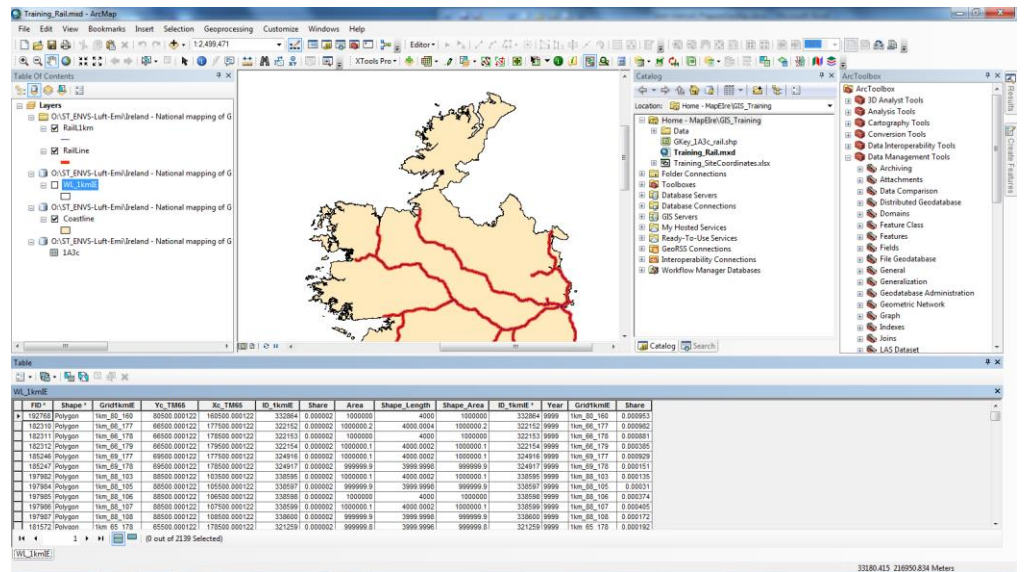 Training_Rail.mxd - ArcMap
File Edit View Bookmarks Insert Selection Geoprocessing Customize Windows Help
1:2,499,471 Editor
XTools Pro
Table Of Contents
Layers
O:\ST_ENVS-Luft-Emi\Ireland - National mapping of G
RailL1km
RailLine
O:\ST_ENVS-Luft-Emi\Ireland - National mapping of G
WL_1kmIE
O:\ST_ENVS-Luft-Emi\Ireland - National mapping of G
Coastline
O:\ST_ENVS-Luft-Emi\Ireland - National mapping of G
1A3c
Catalog
Location: Home - MapEIre\GIS_Training
Home - MapEIre\GIS_Training
Data
GKey_1A3c_rail.shp
Training_Rail.mxd
Training_SiteCoordinates.xlsx
Folder Connections
Toolboxes
Database Servers
Database Connections
GIS Servers
My Hosted Services
Ready-To-Use Services
GeoRSS Connections
Interoperability Connections
Workflow Manager Databases
Catalog Search
ArcToolbox
ArcToolbox
3D Analyst Tools
Analysis Tools
Cartography Tools
Conversion Tools
Data Interoperability Tools
Data Management Tools
Archiving
Attachments
Data Comparison
Distributed Geodatabase
Domains
Feature Class
Features
Fields
File Geodatabase
General
Generalization
Geodatabase Administration
Geometric Network
Graph
Indexes
Joins
LAS Dataset
Results
Create Features
Table
WL_1kmIE
FID * Shape * Grid1kmIE Yc_TM65 Xc_TM65 ID_1kmIE Share Area Shape_Length Shape_Area ID_1kmIE * Year Grid1kmIE Share
192768 Polygon 1km_80_160 80500.000122 160500.000122 332864 0.000002 1000000 4000 1000000 332864 9999 1km_80_160 0.000953
182310 Polygon 1km_66_177 66500.000122 177500.000122 322152 0.000002 1000000.2 4000.0004 1000000.2 322152 9999 1km_66_177 0.000982
182311 Polygon 1km_66_178 66500.000122 178500.000122 322153 0.000002 1000000 4000 1000000 322153 9999 1km_66_178 0.000881
182312 Polygon 1km_66_179 66500.000122 179500.000122 322154 0.000002 1000000.1 4000.0002 1000000.1 322154 9999 1km_66_179 0.000385
185246 Polygon 1km_69_177 69500.000122 177500.000122 324916 0.000002 1000000.1 4000.0002 1000000.1 324916 9999 1km_69_177 0.000929
185247 Polygon 1km_69_178 69500.000122 178500.000122 324917 0.000002 999999.9 3999.9998 999999.9 324917 9999 1km_69_178 0.000151
197982 Polygon 1km_88_103 88500.000122 103500.000122 338595 0.000002 1000000.1 4000.0002 1000000.1 338595 9999 1km_88_103 0.000135
197984 Polygon 1km_88_105 88500.000122 105500.000122 338597 0.000002 999999.9 3999.9998 999999.9 338597 9999 1km_88_105 0.00031
197985 Polygon 1km_88_106 88500.000122 106500.000122 338598 0.000002 1000000 4000 1000000 338598 9999 1km_88_106 0.000374
197986 Polygon 1km_88_107 88500.000122 107500.000122 338599 0.000002 1000000.1 4000.0002 1000000.1 338599 9999 1km_88_107 0.000405
197987 Polygon 1km_88_108 88500.000122 108500.000122 338600 0.000002 999999.9 3999.9998 999999.9 338600 9999 1km_88_108 0.000172
181572 Polygon 1km_65_178 65500.000122 178500.000122 321259 0.000002 999999.8 3999.9996 999999.8 321259 9999 1km_65_178 0.000192
1 (0 out of 2139 Selected)
WL_1kmIE
33180.415 216950.834 Meters